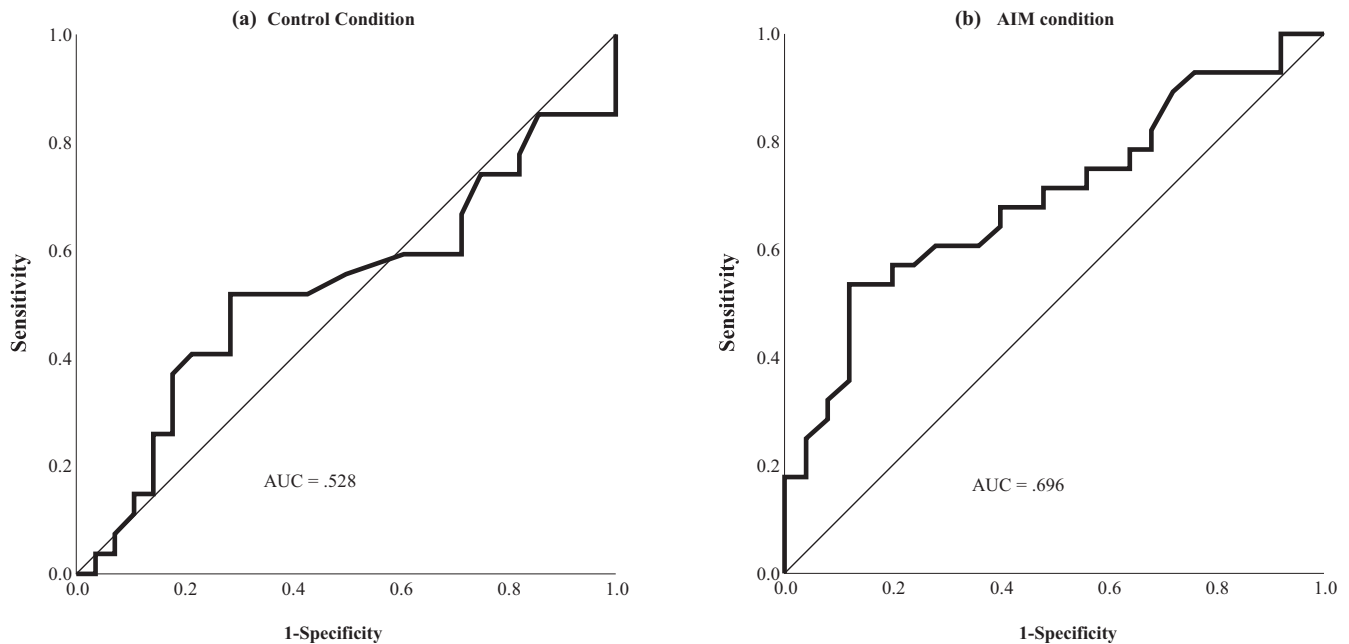 (a) Control Condition
1.0
0.8
0.6
0.4
0.2
0.0
Sensitivity
AUC = .528
0.0 0.2 0.4 0.6 0.8 1.0
1-Specificity
(b) AIM condition
1.0
0.8
0.6
0.4
0.2
0.0
Sensitivity
AUC = .696
0.0 0.2 0.4 0.6 0.8 1.0
1-Specificity